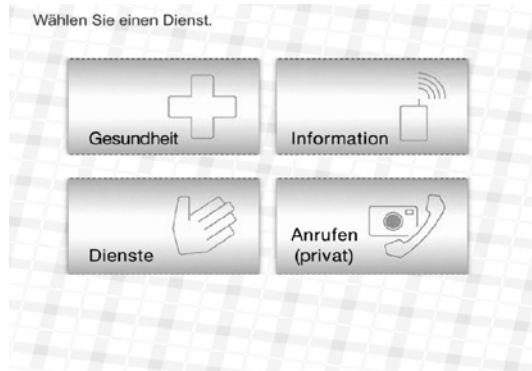 Wählen Sie einen Dienst.
Gesundheit
Information
Dienste
Anrufen
(privat)